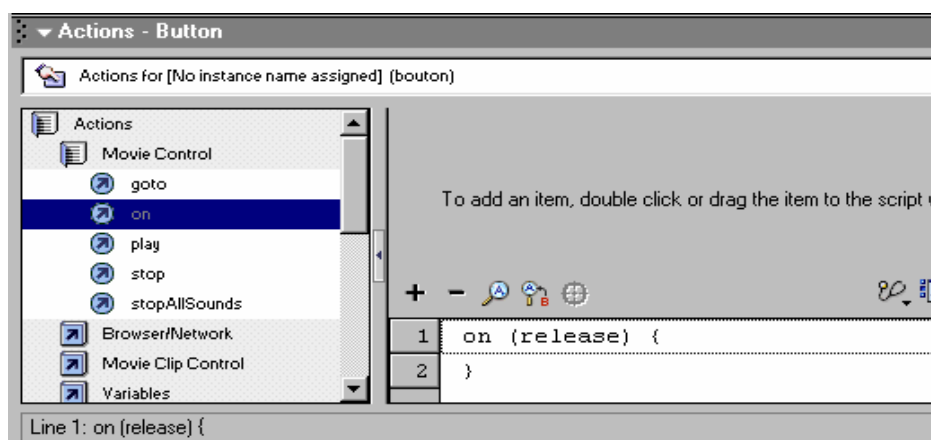 Actions - Button
Actions for [No instance name assigned] (bouton)
Actions
Movie Control
goto
on
play
stop
stopAllSounds
Browser/Network
Movie Clip Control
Variables
To add an item, double click or drag the item to the script
1 on (release) {
2 }
Line 1: on (release) {